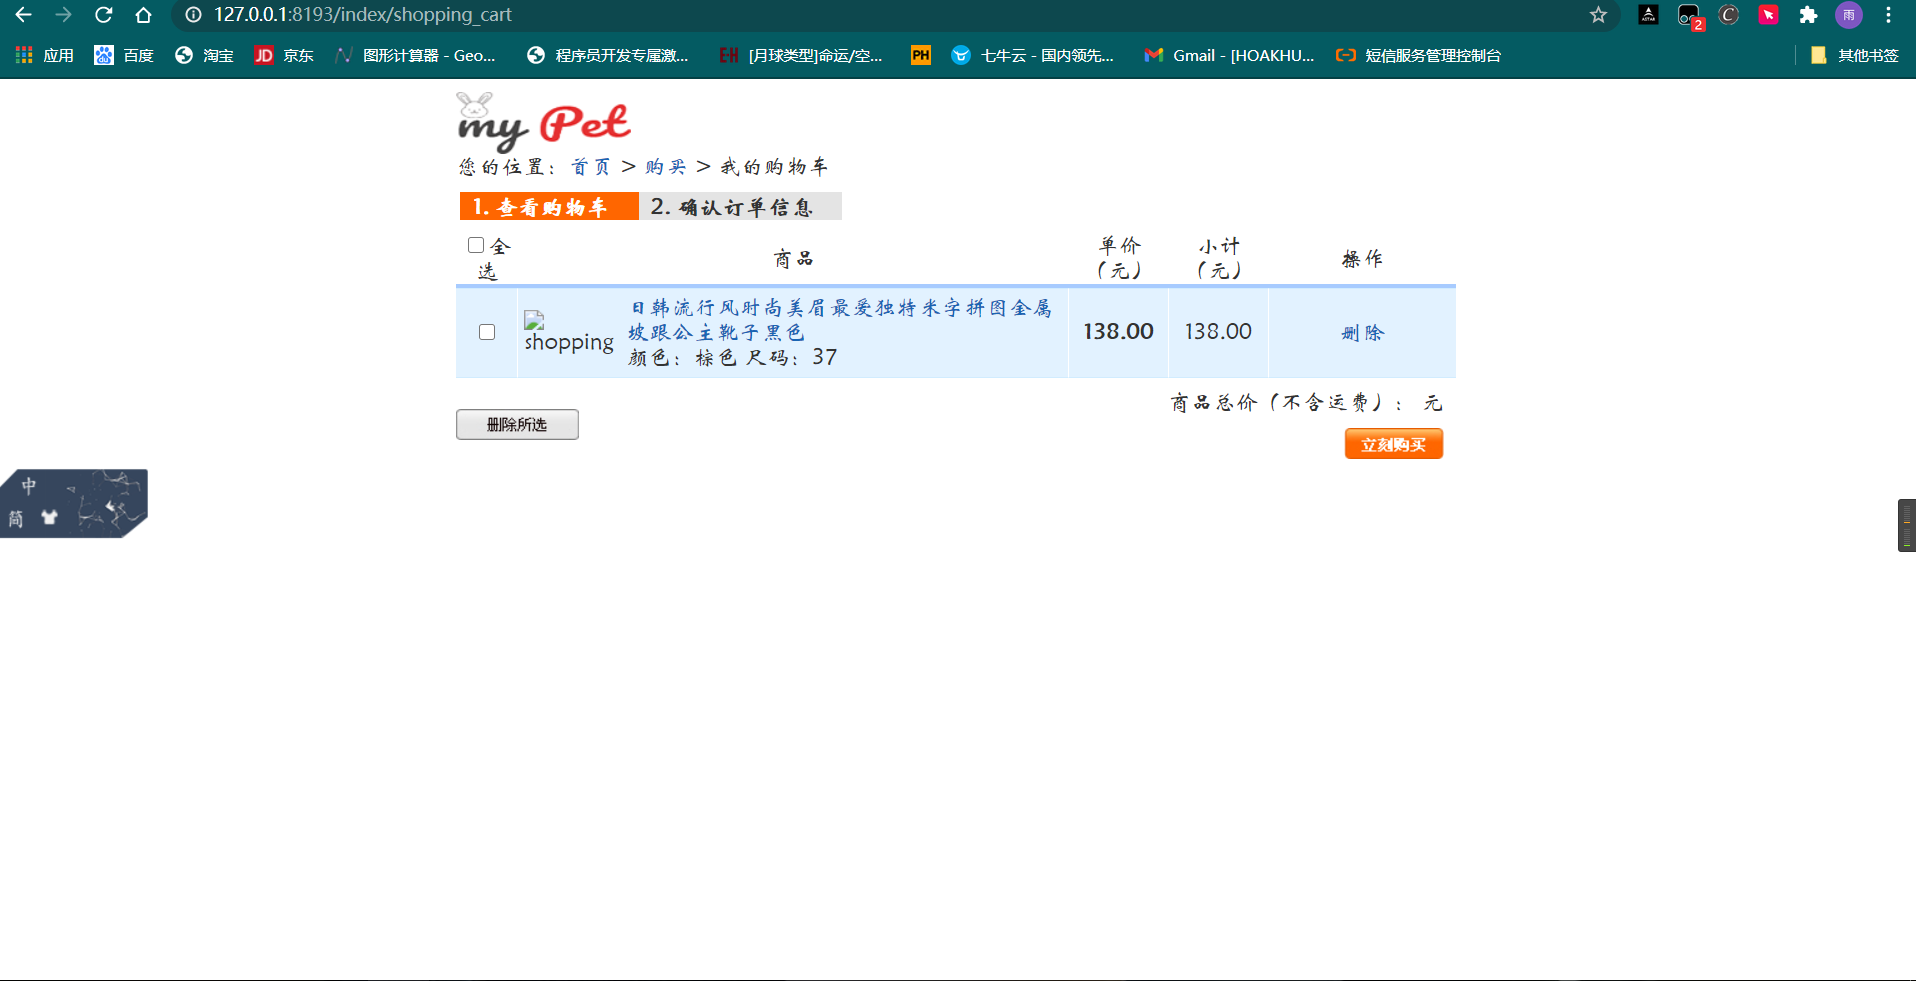 127.0.0.1:8193/index/shopping_cart
2
雨
应用
百度
淘宝
JD 京东
图形计算器 - Geo...
程序员开发专属激...
EH [月球类型]命运/空...
PH
七牛云 - 国内领先...
Gmail - [HOAKHU...
短信服务管理控制台
其他书签
my Pet
您的位置: 首页 > 购买 > 我的购物车
1. 查看购物车 2. 确认订单信息
全选
商品
单价（元）
小计（元）
操作
shopping
日韩流行风时尚美眉最爱独特米字拼图金属
坡跟公主靴子黑色
颜色: 棕色 尺码: 37
138.00
138.00
删除
商品总价（不含运费）: 元
删除所选
立刻购买
中
简